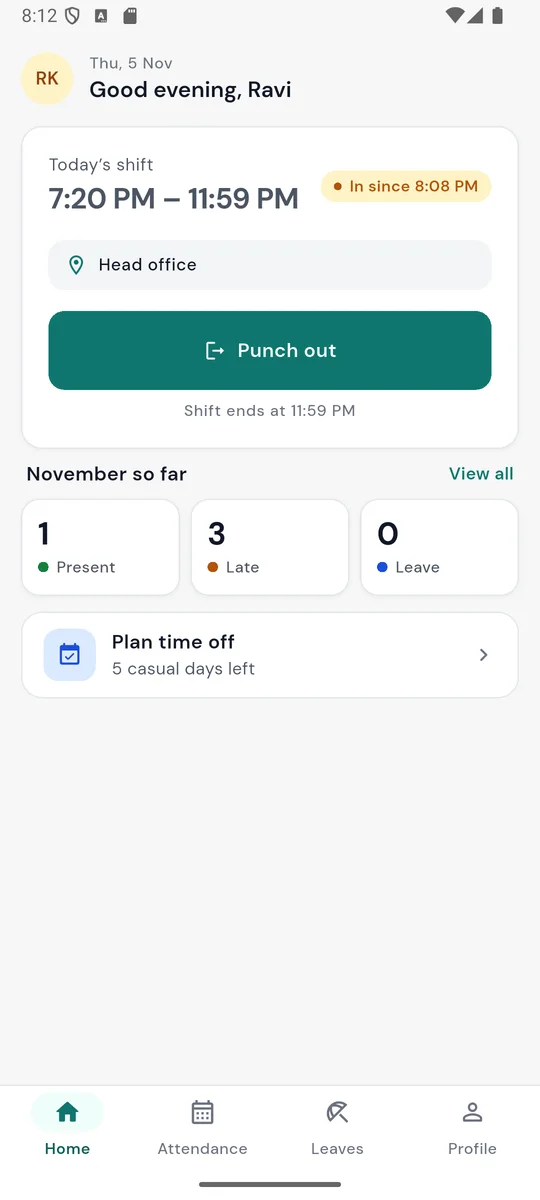 8:12
RK
Thu, 5 Nov
Good evening, Ravi
Today’s shift
7:20 PM – 11:59 PM
In since 8:08 PM
Head office
Punch out
Shift ends at 11:59 PM
November so far
View all
1
Present
3
Late
0
Leave
Plan time off
5 casual days left
Home
Attendance
Leaves
Profile